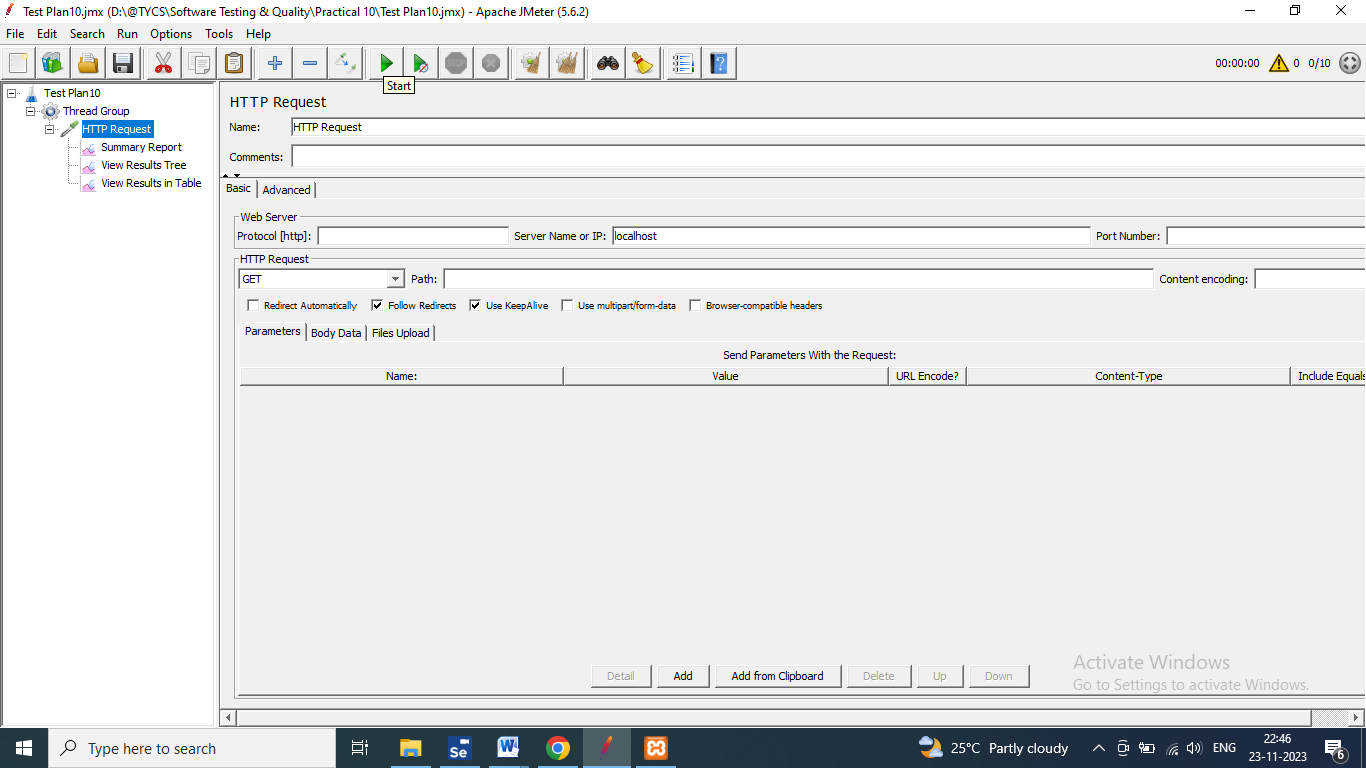 Test Plan10.jmx (D:\@TYCS\Software Testing & Quality\Practical 10\Test Plan10.jmx) - Apache JMeter (5.6.2)
File Edit Search Run Options Tools Help
STOP
00:00:00 0 0/10
Start
Test Plan10
Thread Group
HTTP Request
Summary Report
View Results Tree
View Results in Table
HTTP Request
Name: HTTP Request
Comments:
Basic Advanced
Web Server
Protocol [http]: Server Name or IP: localhost Port Number:
HTTP Request
GET Path: Content encoding:
Redirect Automatically Follow Redirects Use KeepAlive Use multipart/form-data Browser-compatible headers
Parameters Body Data Files Upload
Send Parameters With the Request:
Name: Value URL Encode? Content-Type Include Equals
Detail Add Add from Clipboard Delete Up Down
Activate Windows
Go to Settings to activate Windows.
Type here to search
Se
W
25°C Partly cloudy
ENG
22:46
23-11-2023
6